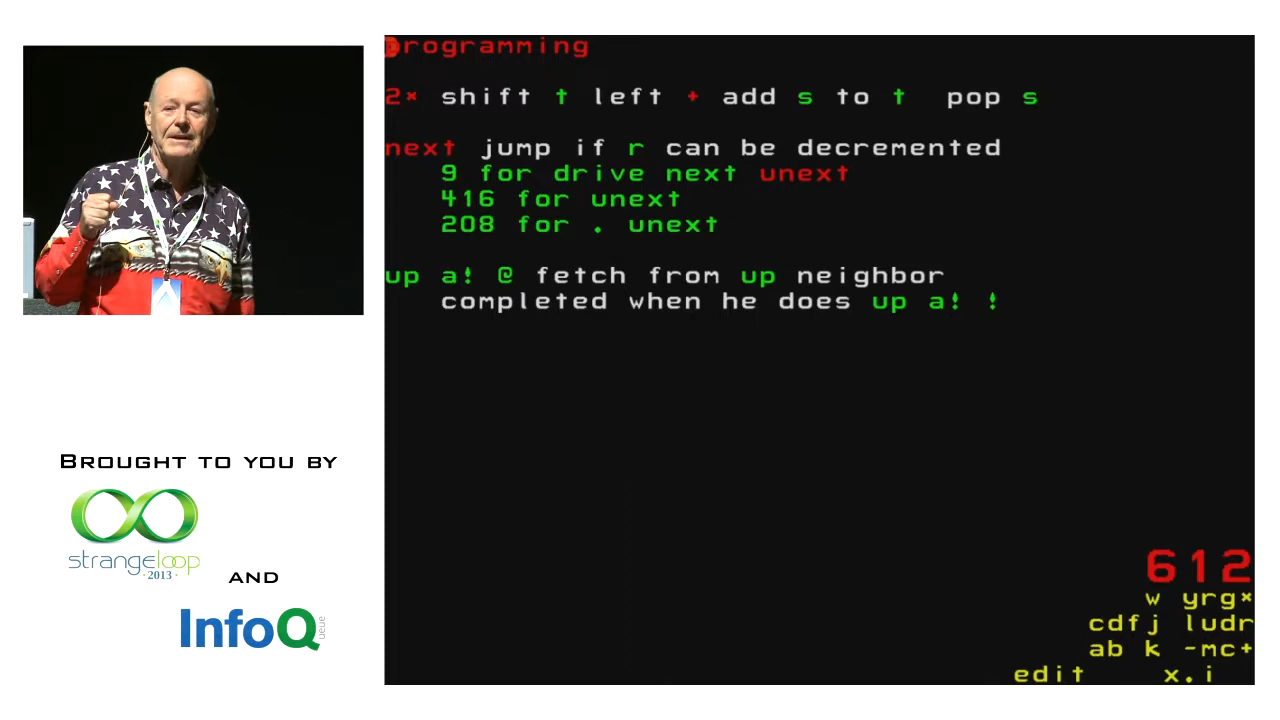 programming
2* shift t left + add s to t pop s
next jump if r can be decremented
9 for drive next unext
416 for unext
208 for . unext
up a! @ fetch from up neighbor
completed when he does up a! !
612
w yrg*
cdfj ludr
ab k -mc+
edit x.i
BROUGHT TO YOU BY
strangeloop
·2013·
AND
InfoQueue